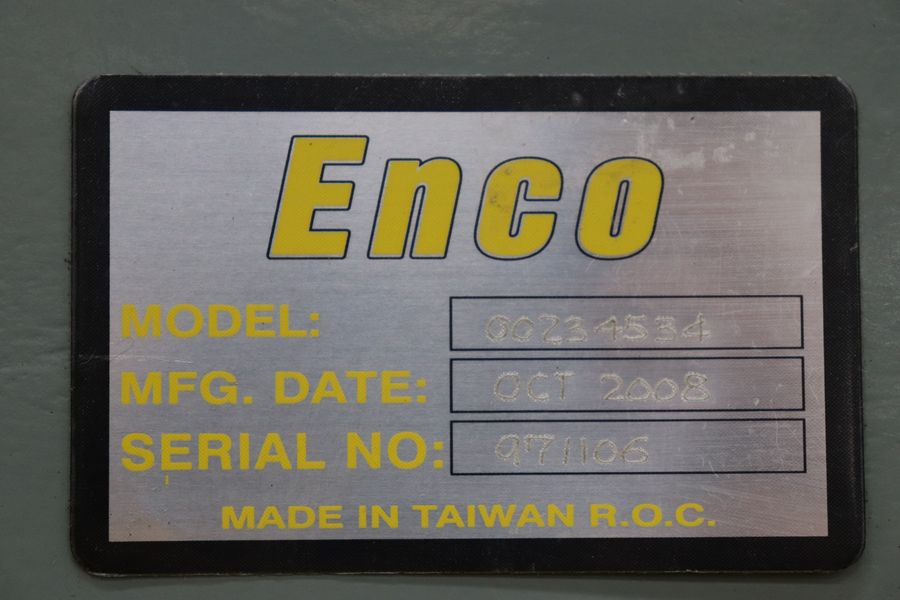 Enco
MODEL: 00234534
MFG. DATE: OCT 2008
SERIAL NO: 971106
MADE IN TAIWAN R.O.C.